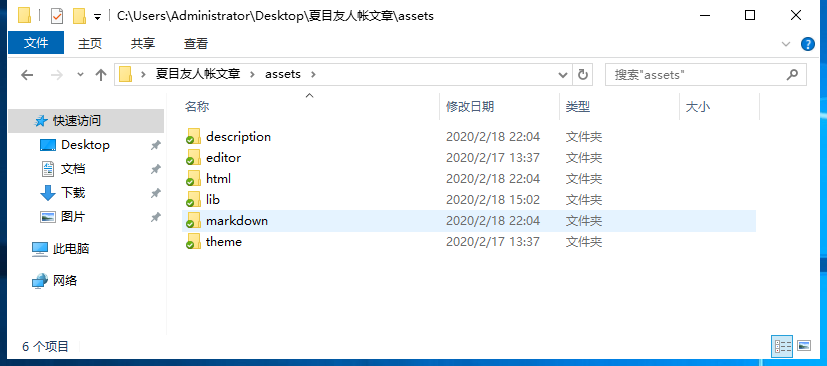 C:\Users\Administrator\Desktop\夏目友人帐文章\assets
文件 主页 共享 查看
夏目友人帐文章 assets 搜索"assets"
名称 修改日期 类型 大小
快速访问
Desktop
文档
下载
图片
此电脑
网络
description 2020/2/18 22:04 文件夹
editor 2020/2/17 13:37 文件夹
html 2020/2/18 22:04 文件夹
lib 2020/2/18 15:02 文件夹
markdown 2020/2/18 22:04 文件夹
theme 2020/2/17 13:37 文件夹
6 个项目